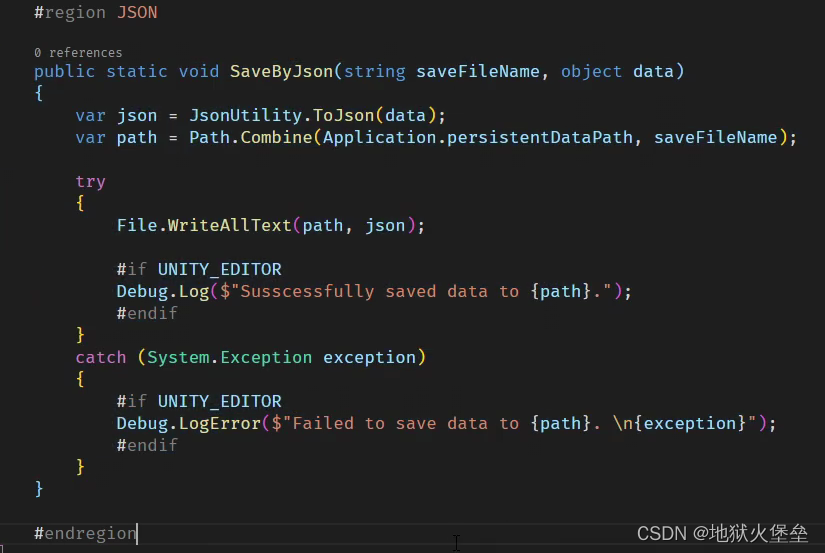 #region JSON
0 references
public static void SaveByJson(string saveFileName, object data)
{
var json = JsonUtility.ToJson(data);
var path = Path.Combine(Application.persistentDataPath, saveFileName);
try
{
File.WriteAllText(path, json);
#if UNITY_EDITOR
Debug.Log($"Susscessfully saved data to {path}.");
#endif
}
catch (System.Exception exception)
{
#if UNITY_EDITOR
Debug.LogError($"Failed to save data to {path}. \n{exception}");
#endif
}
}
#endregion
CSDN @地狱火堡垒